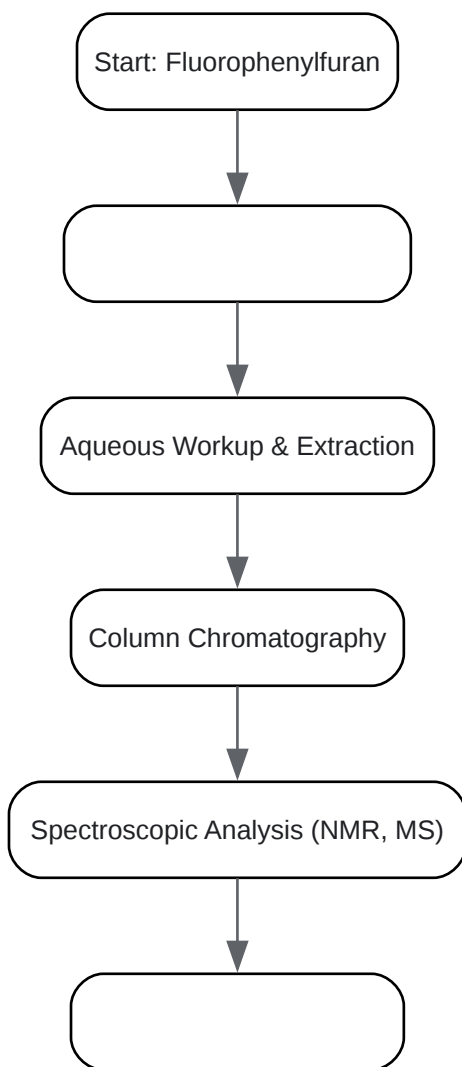 Start: Fluorophenylfuran
Aqueous Workup & Extraction
Column Chromatography
Spectroscopic Analysis (NMR, MS)